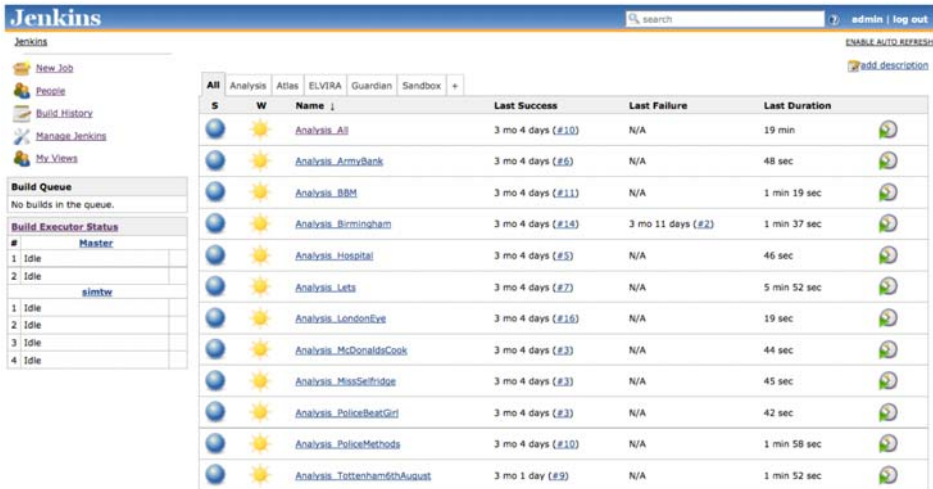 Jenkins
search
admin | log out
Jenkins
ENABLE AUTO REFRESH
New Job
add description
People
Build History
Manage Jenkins
My Views
Build Queue
No builds in the queue.
Build Executor Status
# Master
1 Idle
2 Idle
simtw
1 Idle
2 Idle
3 Idle
4 Idle
All Analysis Atlas ELVIRA Guardian Sandbox +
S W Name ↓ Last Success Last Failure Last Duration
Analysis_All 3 mo 4 days (#10) N/A 19 min
Analysis_ArmyBank 3 mo 4 days (#6) N/A 48 sec
Analysis_BBM 3 mo 4 days (#11) N/A 1 min 19 sec
Analysis_Birmingham 3 mo 4 days (#14) 3 mo 11 days (#2) 1 min 37 sec
Analysis_Hospital 3 mo 4 days (#5) N/A 46 sec
Analysis_Lets 3 mo 4 days (#7) N/A 5 min 52 sec
Analysis_LondonEye 3 mo 4 days (#16) N/A 19 sec
Analysis_McDonaldsCook 3 mo 4 days (#3) N/A 44 sec
Analysis_MissSelfridge 3 mo 4 days (#3) N/A 45 sec
Analysis_PoliceBeatGirl 3 mo 4 days (#3) N/A 42 sec
Analysis_PoliceMethods 3 mo 4 days (#10) N/A 1 min 58 sec
Analysis_Tottenham6thAugust 3 mo 1 day (#9) N/A 1 min 52 sec